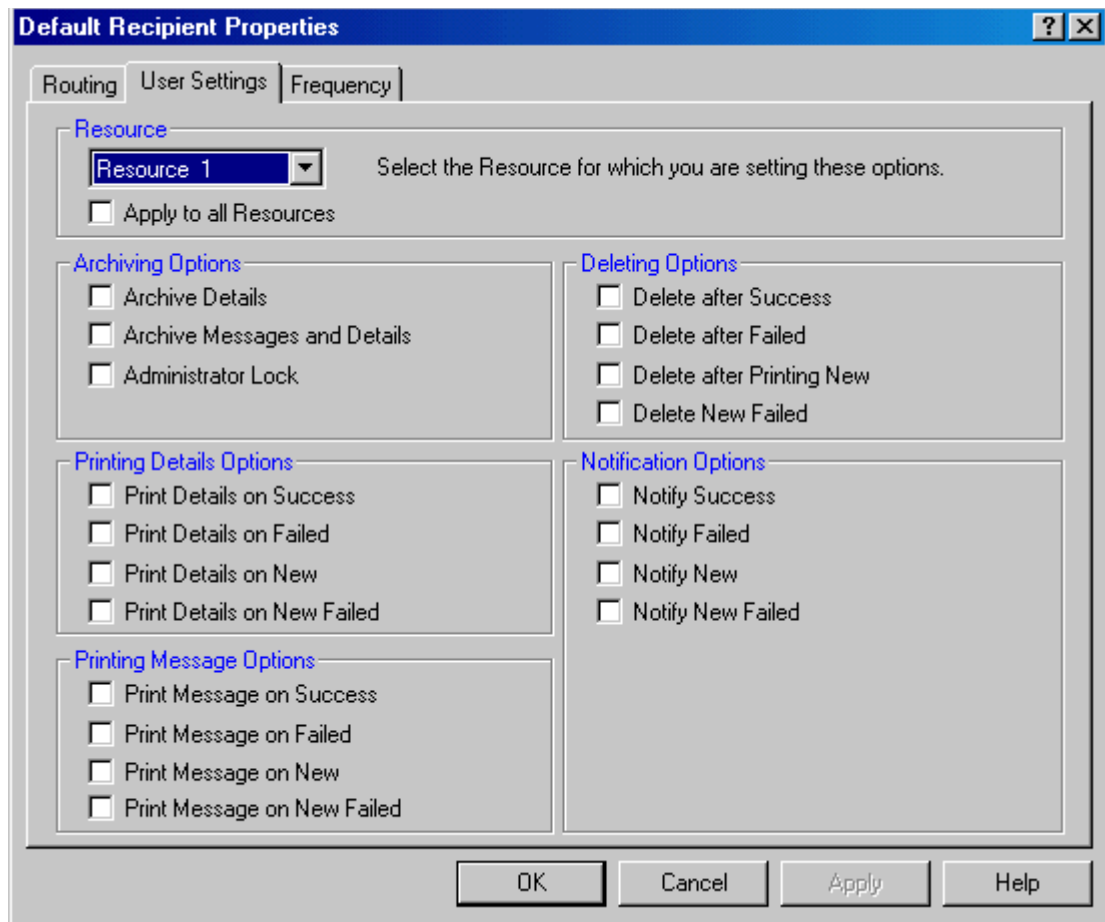 Default Recipient Properties
Routing User Settings Frequency
Resource
Resource 1 Select the Resource for which you are setting these options.
Apply to all Resources
Archiving Options
Archive Details
Archive Messages and Details
Administrator Lock
Deleting Options
Delete after Success
Delete after Failed
Delete after Printing New
Delete New Failed
Printing Details Options
Print Details on Success
Print Details on Failed
Print Details on New
Print Details on New Failed
Notification Options
Notify Success
Notify Failed
Notify New
Notify New Failed
Printing Message Options
Print Message on Success
Print Message on Failed
Print Message on New
Print Message on New Failed
OK Cancel Apply Help